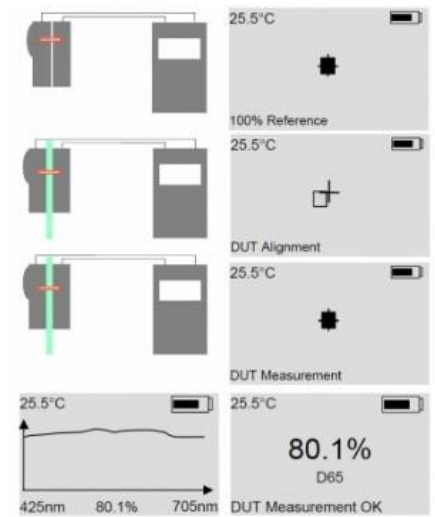 25.5°C
100% Reference
25.5°C
DUT Alignment
25.5°C
DUT Measurement
25.5°C
425nm 80.1% 705nm
25.5°C
80.1%
D65
DUT Measurement OK